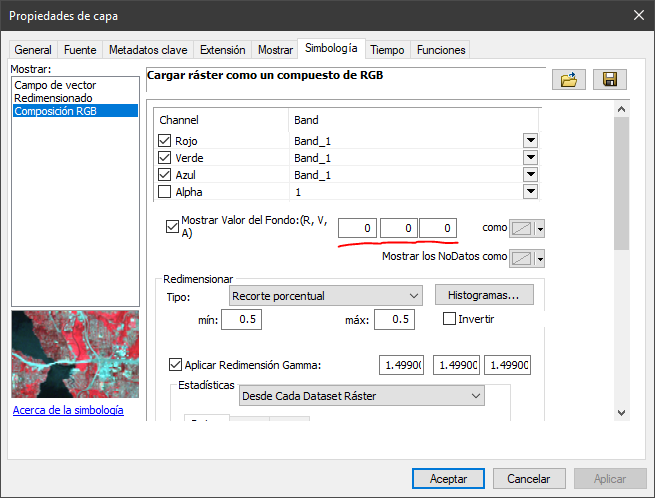 Propiedades de capa
General Fuente Metadatos clave Extensión Mostrar Simbología Tiempo Funciones
Mostrar:
Campo de vector
Redimensionado
Composición RGB
Acerca de la simbología
Cargar ráster como un compuesto de RGB
Channel Band
Rojo Band_1
Verde Band_1
Azul Band_1
Alpha 1
Mostrar Valor del Fondo:(R, V, A) 0 0 0 como
Mostrar los NoDatos como
Redimensionar
Tipo: Recorte porcentual Histogramas...
mín: 0.5 máx: 0.5 Invertir
Aplicar Redimensión Gamma: 1.4990( 1.4990( 1.4990(
Estadísticas
Desde Cada Dataset Ráster
Aceptar Cancelar Aplicar